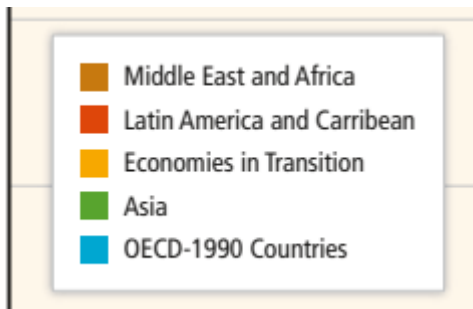 Middle East and Africa
Latin America and Carribean
Economies in Transition
Asia
OECD-1990 Countries